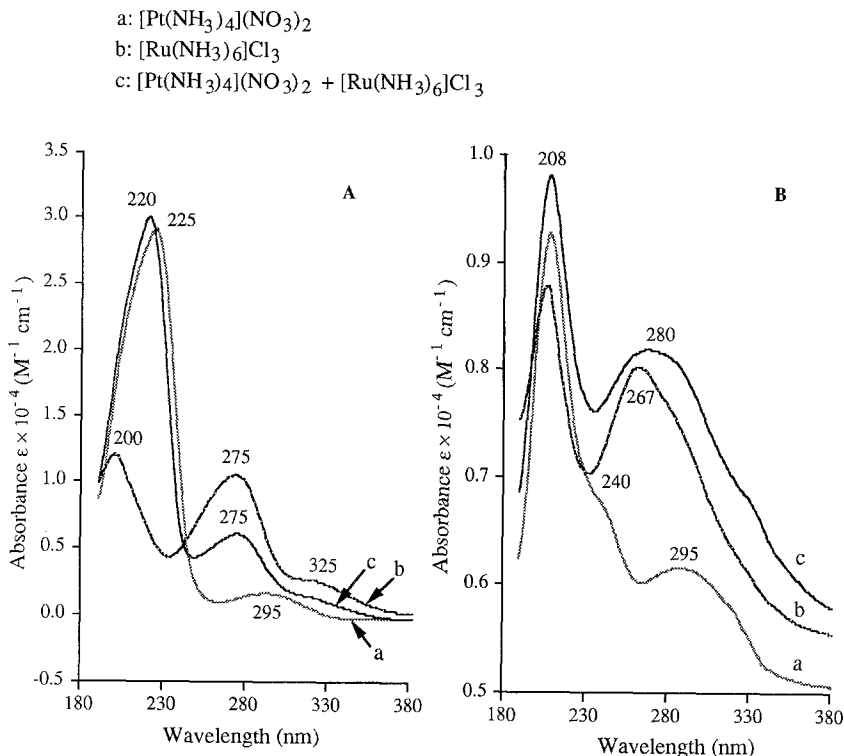 a: [Pt(NH3)4](NO3)2
b: [Ru(NH3)6]Cl3
c: [Pt(NH3)4](NO3)2 + [Ru(NH3)6]Cl3
A
Absorbance ε × 10⁻⁴ (M⁻¹ cm⁻¹)
3.5
3.0
2.5
2.0
1.5
1.0
0.5
0.0
-0.5
220
225
200
275
275
325
295
c
b
a
180
230
280
330
380
Wavelength (nm)
B
Absorbance ε × 10⁻⁴ (M⁻¹ cm⁻¹)
1.0
0.9
0.8
0.7
0.6
0.5
208
280
267
240
295
c
b
a
180
230
280
330
380
Wavelength (nm)